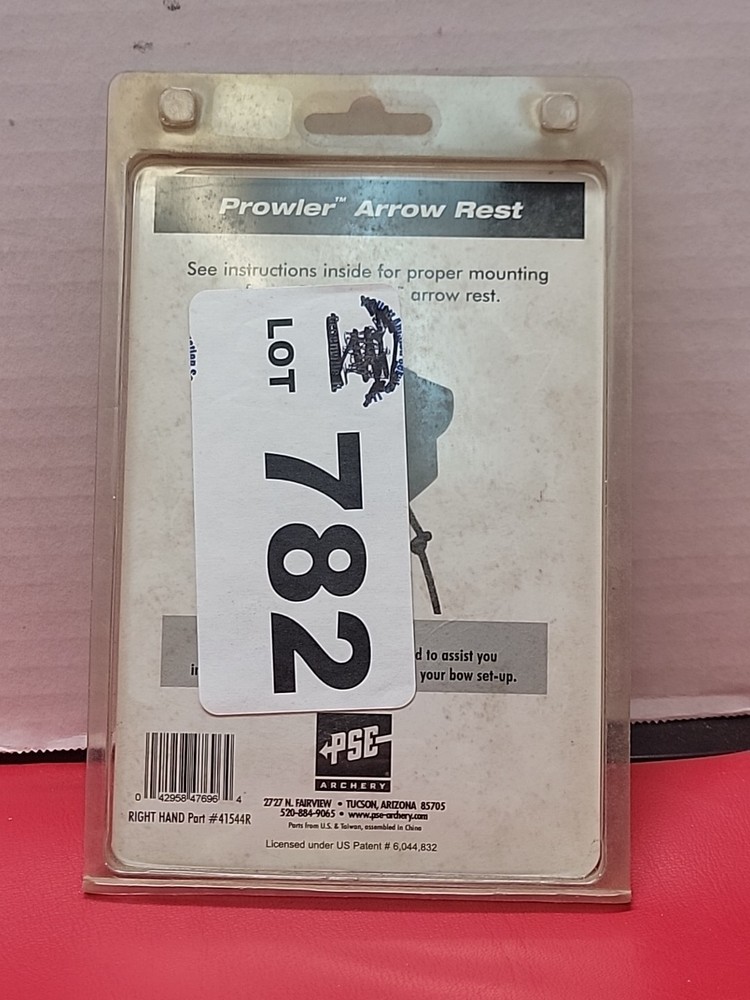 Prowler™ Arrow Rest
See instructions inside for proper mounting
™ arrow rest.
LOT
782
to assist you
your bow set-up.
PSE
ARCHERY
0 42958 47696 4
RIGHT HAND Part #41544R
2727 N. FAIRVIEW • TUCSON, ARIZONA 85705
520-884-9065 • www.pse-archery.com
Parts from U.S. & Taiwan, assembled in China
Licensed under US Patent # 6,044,832